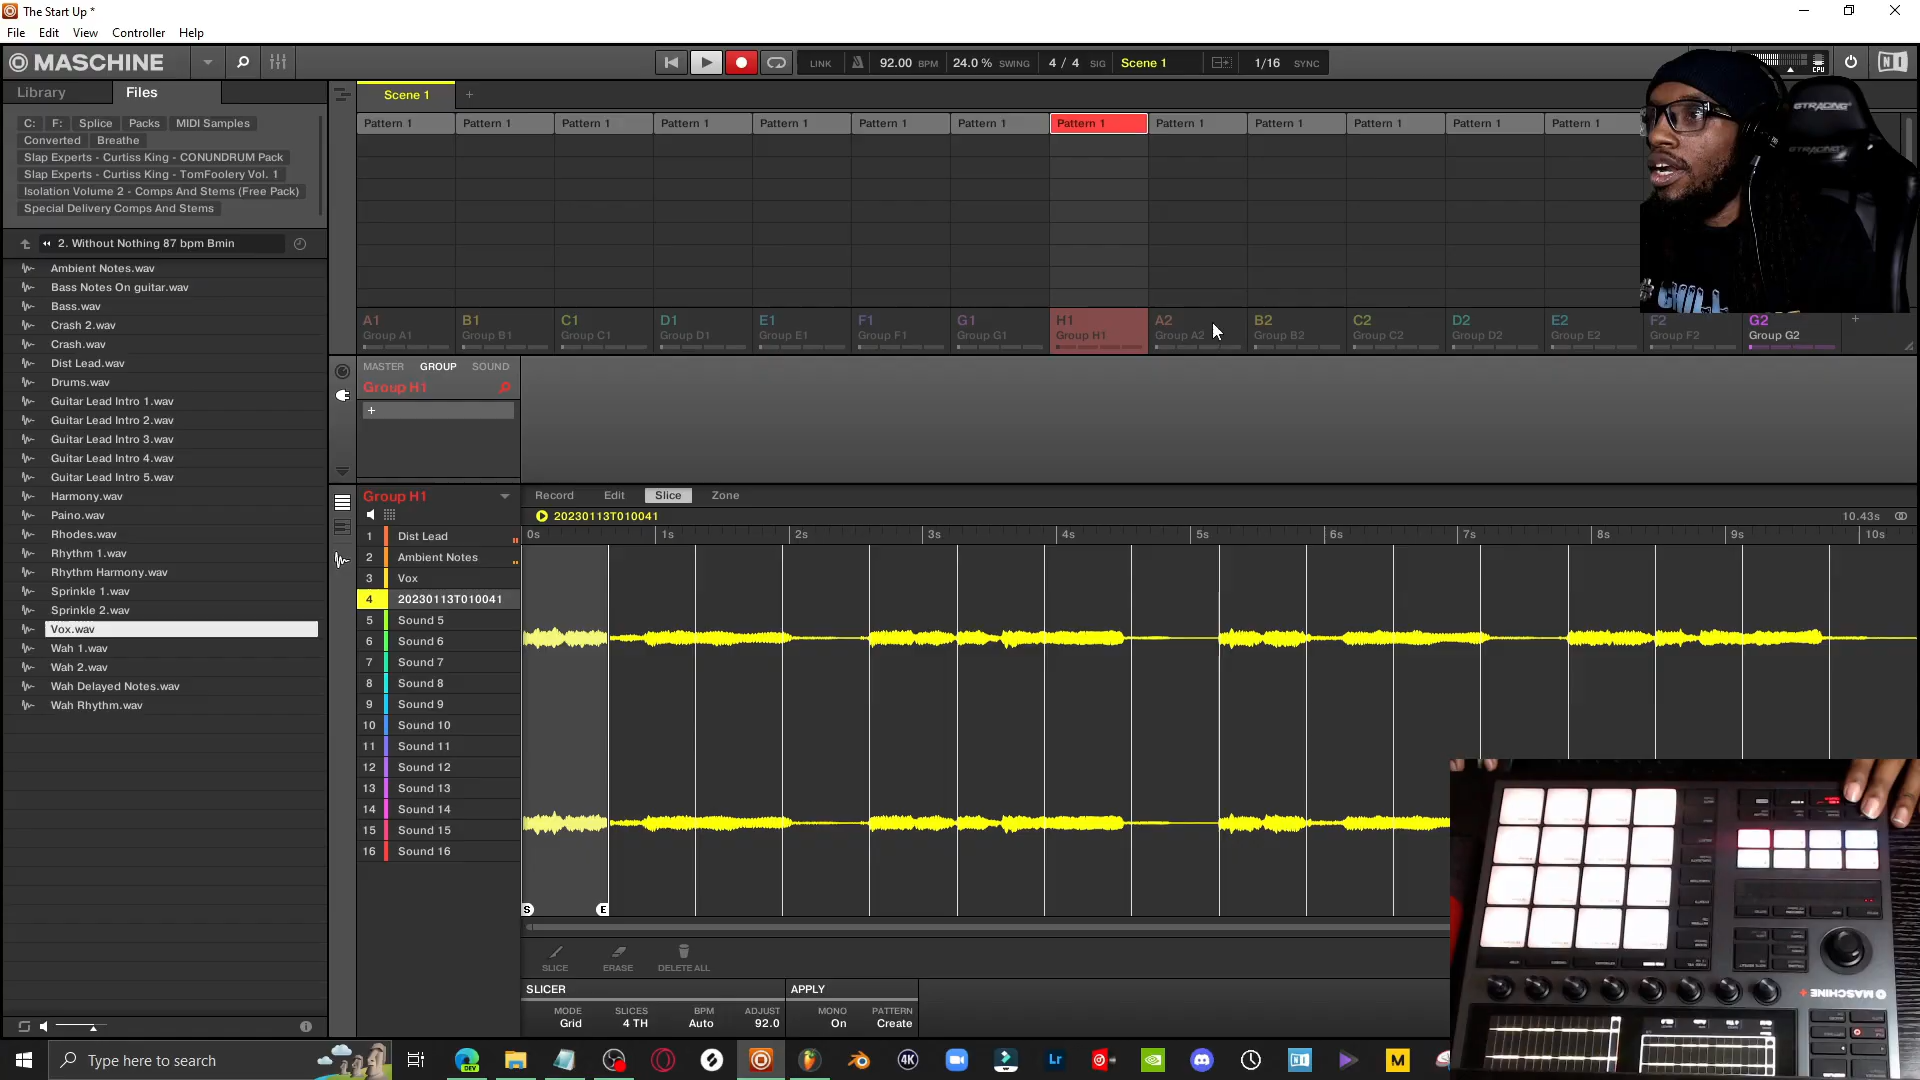 The Start Up *
File Edit View Controller Help
MASCHINE
LINK 92.00 BPM 24.0 % SWING 4 / 4 SIG Scene 1 1/16 SYNC
CPU
Library Files
Scene 1 +
C: F: Splice Packs MIDI Samples
Converted Breathe
Slap Experts - Curtiss King - CONUNDRUM Pack
Slap Experts - Curtiss King - TomFoolery Vol. 1
Isolation Volume 2 - Comps And Stems (Free Pack)
Special Delivery Comps And Stems
2. Without Nothing 87 bpm Bmin
Ambient Notes.wav
Bass Notes On guitar.wav
Bass.wav
Crash 2.wav
Crash.wav
Dist Lead.wav
Drums.wav
Guitar Lead Intro 1.wav
Guitar Lead Intro 2.wav
Guitar Lead Intro 3.wav
Guitar Lead Intro 4.wav
Guitar Lead Intro 5.wav
Harmony.wav
Paino.wav
Rhodes.wav
Rhythm 1.wav
Rhythm Harmony.wav
Sprinkle 1.wav
Sprinkle 2.wav
Vox.wav
Wah 1.wav
Wah 2.wav
Wah Delayed Notes.wav
Wah Rhythm.wav
Pattern 1 Pattern 1 Pattern 1 Pattern 1 Pattern 1 Pattern 1 Pattern 1 Pattern 1 Pattern 1 Pattern 1 Pattern 1 Pattern 1 Pattern 1
GTRACING
A1 B1 C1 D1 E1 F1 G1 H1 A2 B2 C2 D2 E2 F2 G2 +
Group A1 Group B1 Group C1 Group D1 Group E1 Group F1 Group G1 Group H1 Group A2 Group B2 Group C2 Group D2 Group E2 Group F2 Group G2
MASTER GROUP SOUND
Group H1
+
Group H1
Record Edit Slice Zone
20230113T010041 10.43s
0s 1s 2s 3s 4s 5s 6s 7s 8s 9s 10s
1 Dist Lead
2 Ambient Notes
3 Vox
4 20230113T010041
5 Sound 5
6 Sound 6
7 Sound 7
8 Sound 8
9 Sound 9
10 Sound 10
11 Sound 11
12 Sound 12
13 Sound 13
14 Sound 14
15 Sound 15
16 Sound 16
S E
SLICE ERASE DELETE ALL
SLICER APPLY
MODE SLICES BPM ADJUST MONO PATTERN
Grid 4 TH Auto 92.0 On Create
MASCHINE+
Type here to search
DEV 4K Lr M